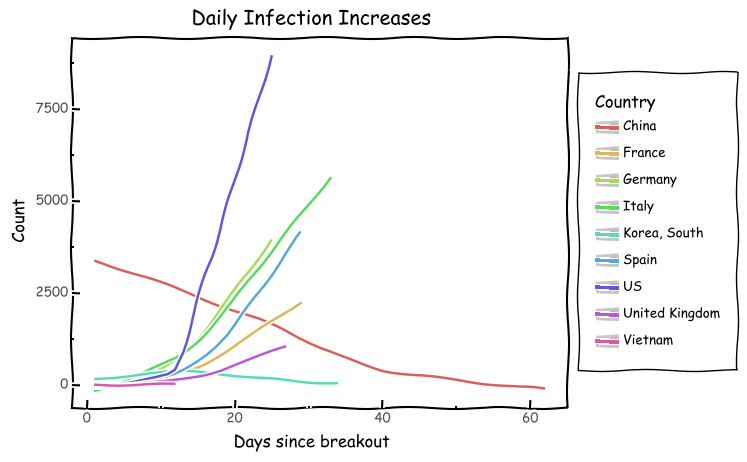 Daily Infection Increases
Count
7500
5000
2500
0
0 20 40 60
Days since breakout
Country
China
France
Germany
Italy
Korea, South
Spain
US
United Kingdom
Vietnam